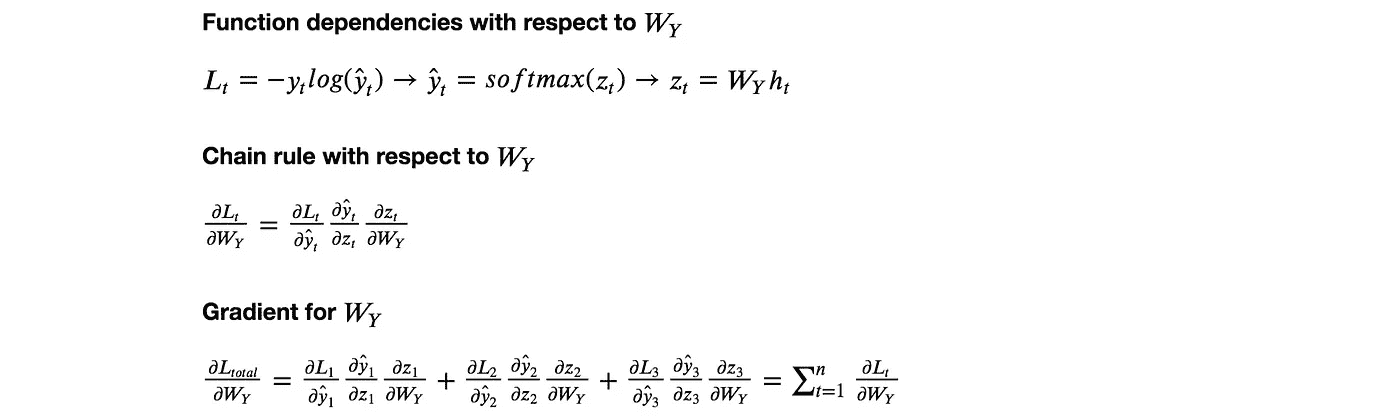 Function dependencies with respect to W_Y
L_t = −y_t log(ŷ_t) → ŷ_t = softmax(z_t) → z_t = W_Y h_t
Chain rule with respect to W_Y
∂L_t/∂W_Y = ∂L_t/∂ŷ_t ∂ŷ_t/∂z_t ∂z_t/∂W_Y
Gradient for W_Y
∂L_total/∂W_Y = ∂L_1/∂ŷ_1 ∂ŷ_1/∂z_1 ∂z_1/∂W_Y + ∂L_2/∂ŷ_2 ∂ŷ_2/∂z_2 ∂z_2/∂W_Y + ∂L_3/∂ŷ_3 ∂ŷ_3/∂z_3 ∂z_3/∂W_Y = ∑_{t=1}^{n} ∂L_t/∂W_Y